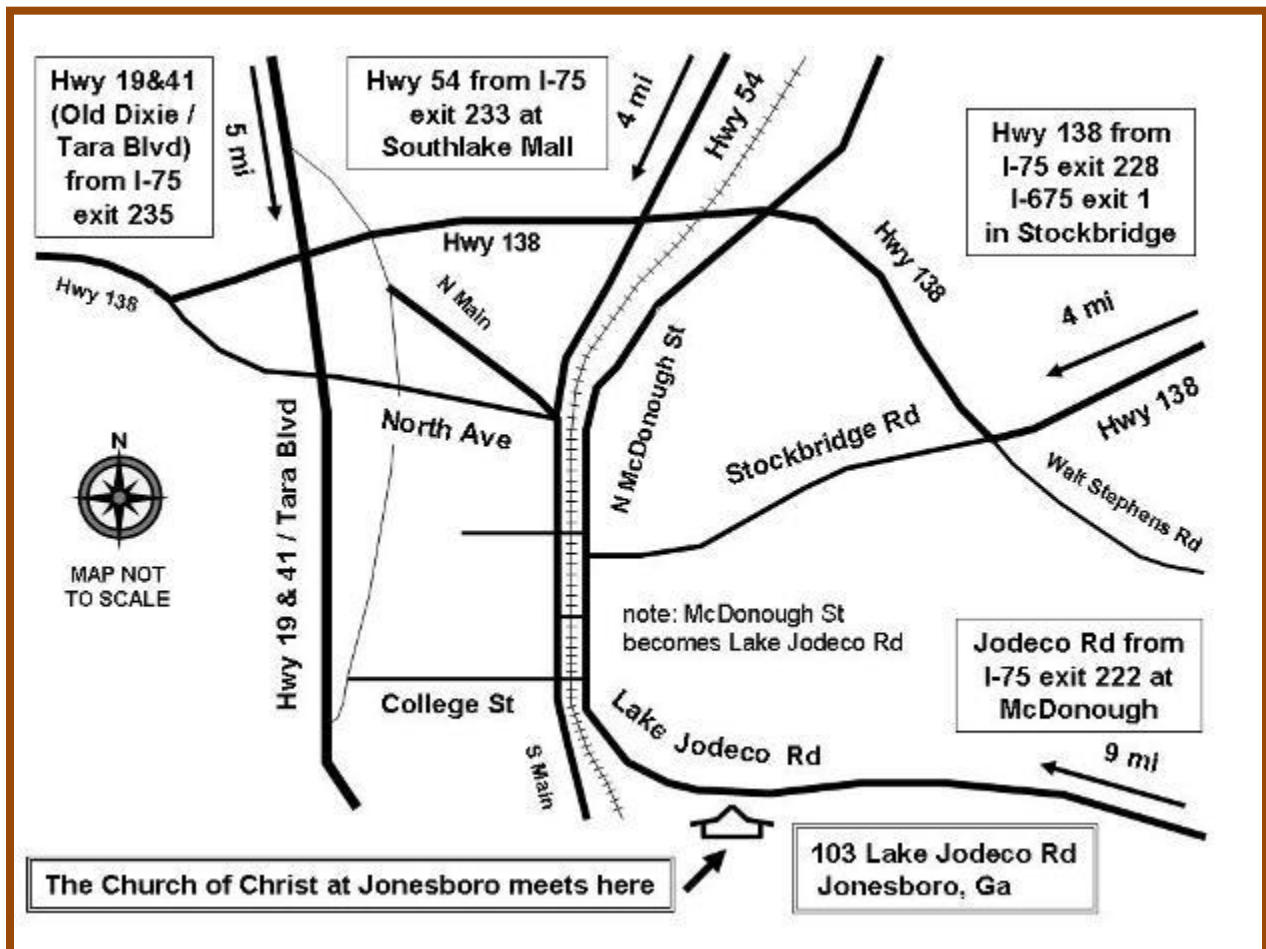 Hwy 19&41
(Old Dixie /
Tara Blvd)
from I-75
exit 235
5 mi
Hwy 54 from I-75
exit 233 at
Southlake Mall
4 mi
Hwy 54
Hwy 138 from
I-75 exit 228
I-675 exit 1
in Stockbridge
Hwy 138
Hwy 138
Hwy 138
N Main
4 mi
Hwy 138
North Ave
N McDonough St
Stockbridge Rd
Walt Stephens Rd
N
MAP NOT
TO SCALE
Hwy 19 & 41 / Tara Blvd
note: McDonough St
becomes Lake Jodeco Rd
Jodeco Rd from
I-75 exit 222 at
McDonough
College St
Lake Jodeco Rd
S Main
9 mi
The Church of Christ at Jonesboro meets here
103 Lake Jodeco Rd
Jonesboro, Ga